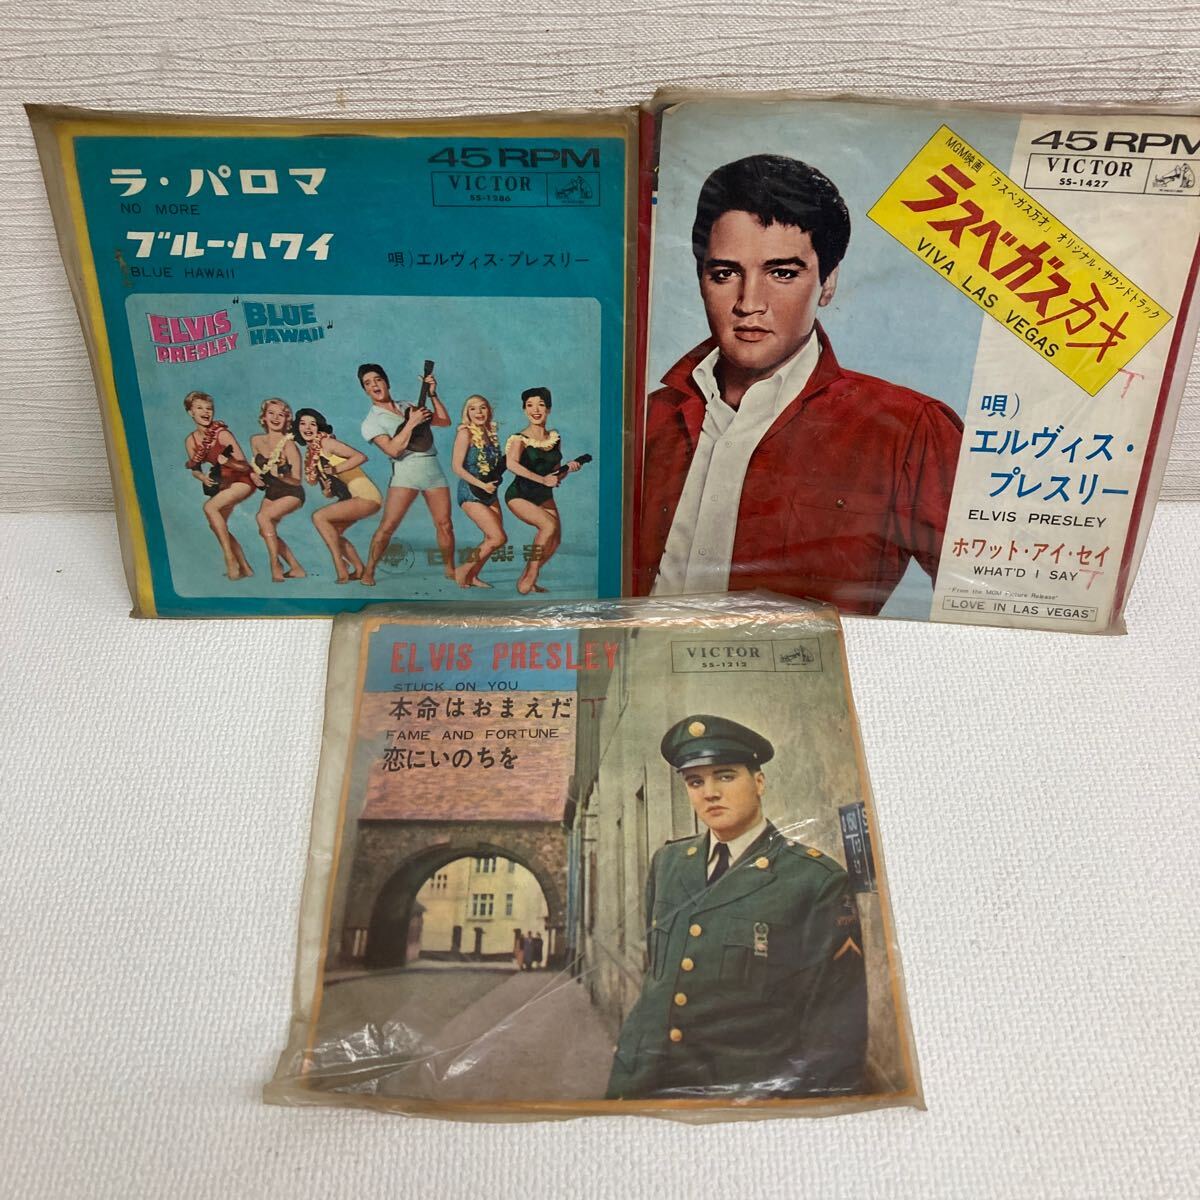 ラ・パロマ
NO MORE
ブルー・ハワイ
BLUE HAWAII
45 RPM
VICTOR
SS-1286
唄）エルヴィス・プレスリー
ELVIS PRESLEY
"BLUE HAWAII"
45 RPM
VICTOR
SS-1427
MGM映画「ラスベガス万才」オリジナル・サウンドトラック
ラスベガス万才
VIVA LAS VEGAS
唄）
エルヴィス・
プレスリー
ELVIS PRESLEY
ホワット・アイ・セイ
WHAT'D I SAY
"From the MGM Picture Release"
"LOVE IN LAS VEGAS"
ELVIS PRESLEY
STUCK ON YOU
本命はおまえだ
FAME AND FORTUNE
恋にいのちを
VICTOR
SS-1212